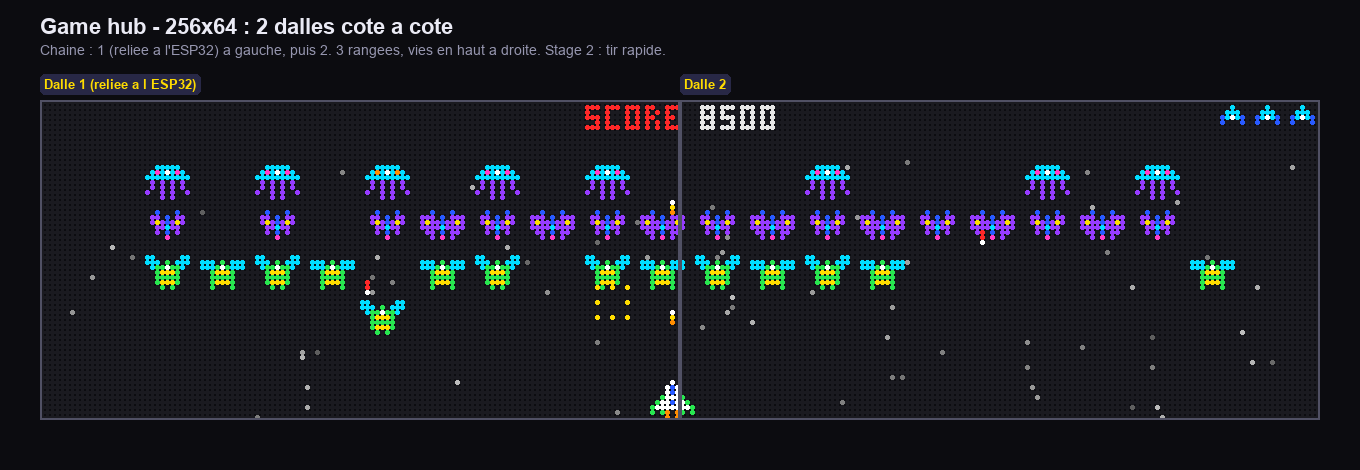 Game hub - 256x64 : 2 dalles cote a cote
Chaine : 1 (reliee a l'ESP32) a gauche, puis 2. 3 rangees, vies en haut a droite. Stage 2 : tir rapide.
Dalle 1 (reliee a l ESP32) Dalle 2
SCORE 8500